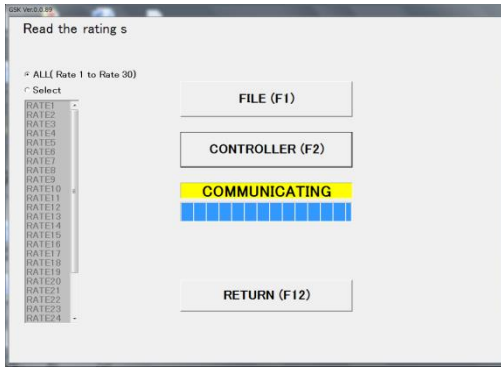 GSK Ver.0.0.89
Read the rating s
ALL( Rate 1 to Rate 30)
Select
RATE1
RATE2
RATE3
RATE4
RATE5
RATE6
RATE7
RATE8
RATE9
RATE10
RATE11
RATE12
RATE13
RATE14
RATE15
RATE16
RATE17
RATE18
RATE19
RATE20
RATE21
RATE22
RATE23
RATE24
FILE (F1)
CONTROLLER (F2)
COMMUNICATING
RETURN (F12)